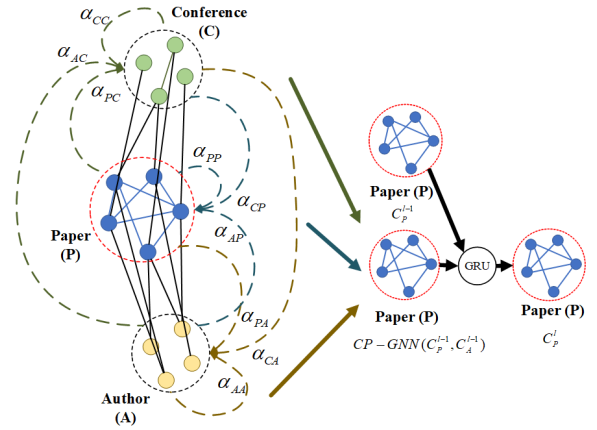 α_CC
Conference
(C)
α_AC
α_PC
α_PP
α_CP
Paper
(P)
α_AP
α_PA
α_CA
α_AA
Author
(A)
Paper (P)
C_P^{l-1}
GRU
Paper (P)
CP-GNN(C_P^{l-1}, C_A^{l-1})
Paper (P)
C_P^l